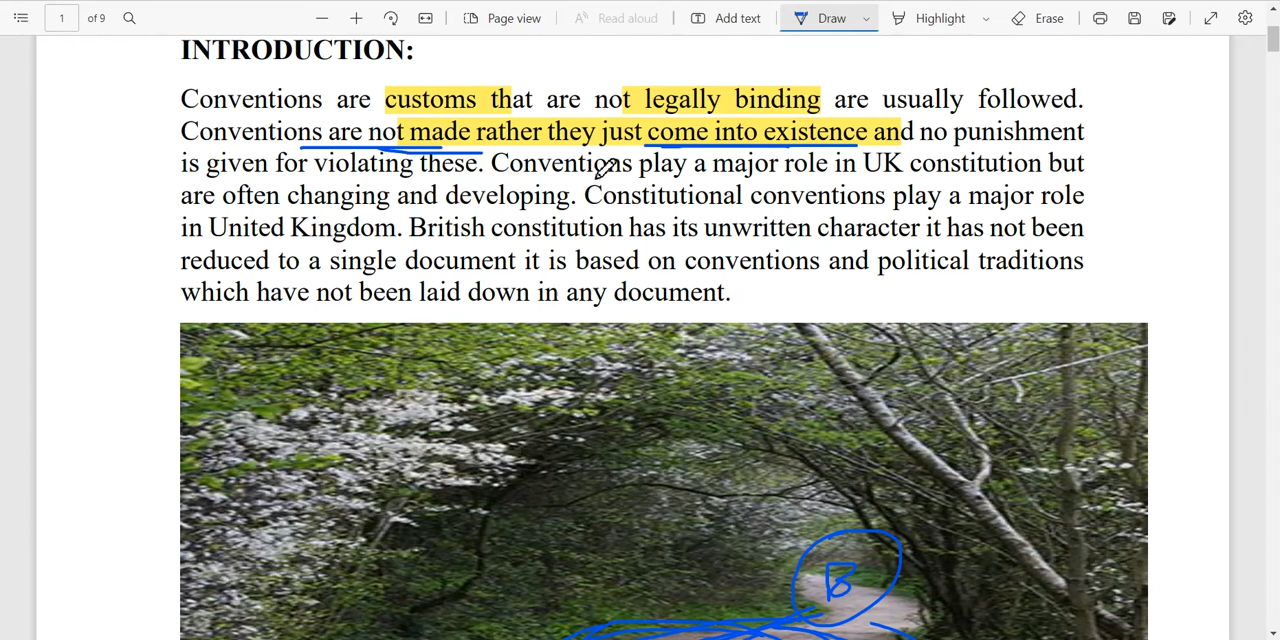 1 of 9 Page view Read aloud Add text Draw Highlight Erase
INTRODUCTION:
Conventions are customs that are not legally binding are usually followed.
Conventions are not made rather they just come into existence and no punishment
is given for violating these. Conventions play a major role in UK constitution but
are often changing and developing. Constitutional conventions play a major role
in United Kingdom. British constitution has its unwritten character it has not been
reduced to a single document it is based on conventions and political traditions
which have not been laid down in any document.
B